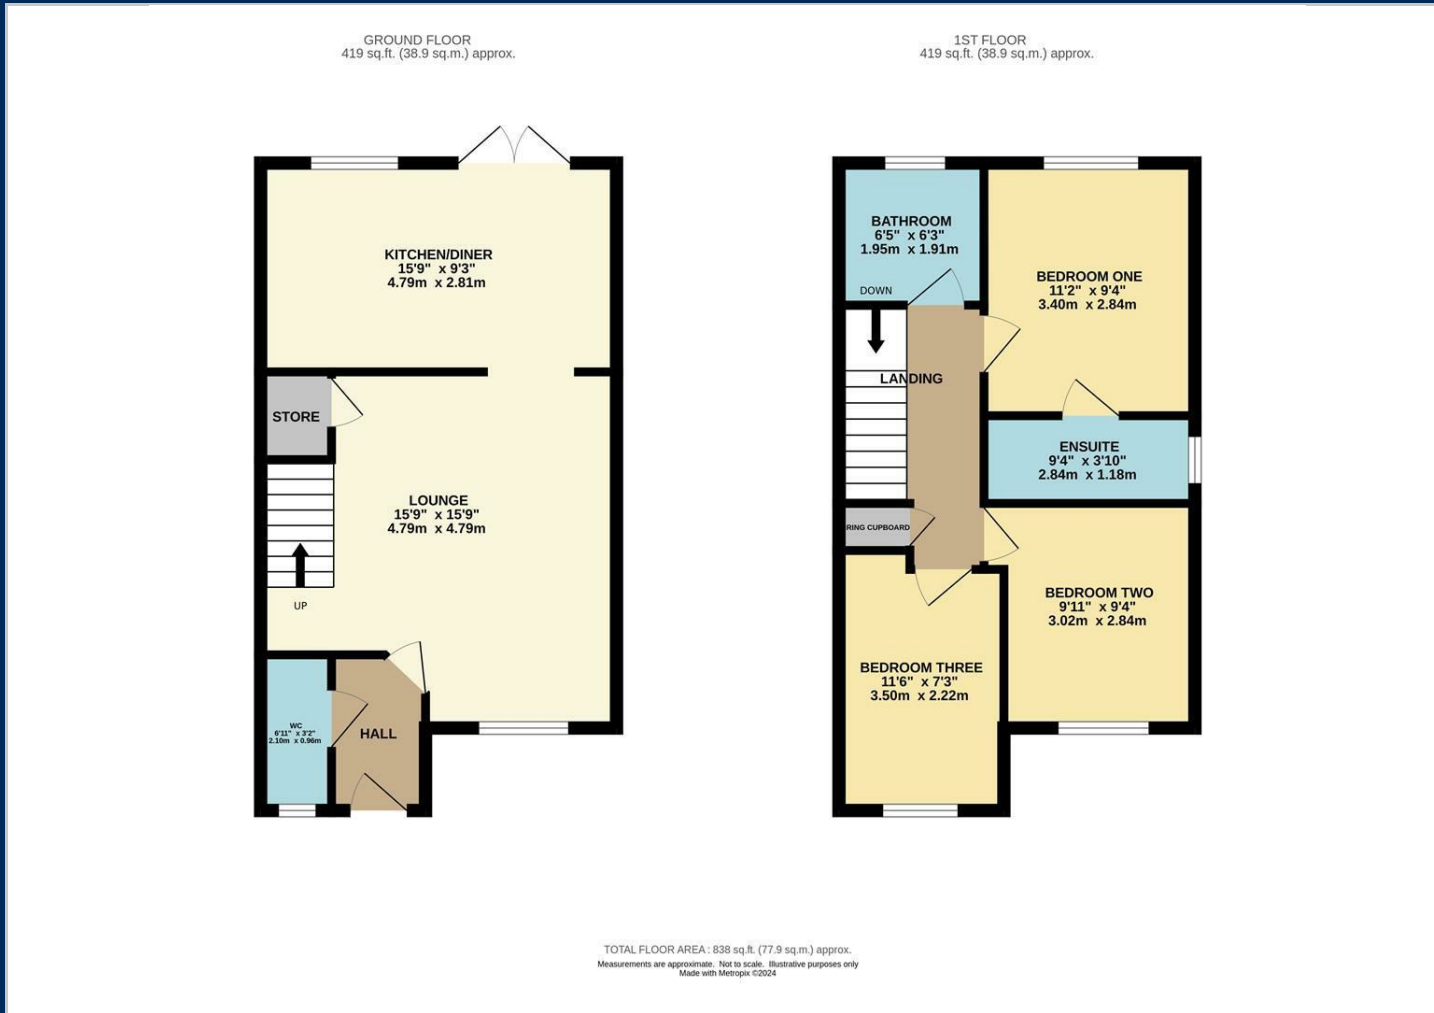 GROUND FLOOR
419 sq.ft. (38.9 sq.m.) approx.
KITCHEN/DINER
15'9" x 9'3"
4.79m x 2.81m
STORE
LOUNGE
15'9" x 15'9"
4.79m x 4.79m
UP
WC
6'11" x 3'2"
2.10m x 0.96m
HALL
1ST FLOOR
419 sq.ft. (38.9 sq.m.) approx.
BATHROOM
6'5" x 6'3"
1.95m x 1.91m
DOWN
BEDROOM ONE
11'2" x 9'4"
3.40m x 2.84m
LANDING
ENSUITE
9'4" x 3'10"
2.84m x 1.18m
RING CUPBOARD
BEDROOM TWO
9'11" x 9'4"
3.02m x 2.84m
BEDROOM THREE
11'6" x 7'3"
3.50m x 2.22m
TOTAL FLOOR AREA : 838 sq.ft. (77.9 sq.m.) approx.
Measurements are approximate. Not to scale. Illustrative purposes only
Made with Metropix ©2024